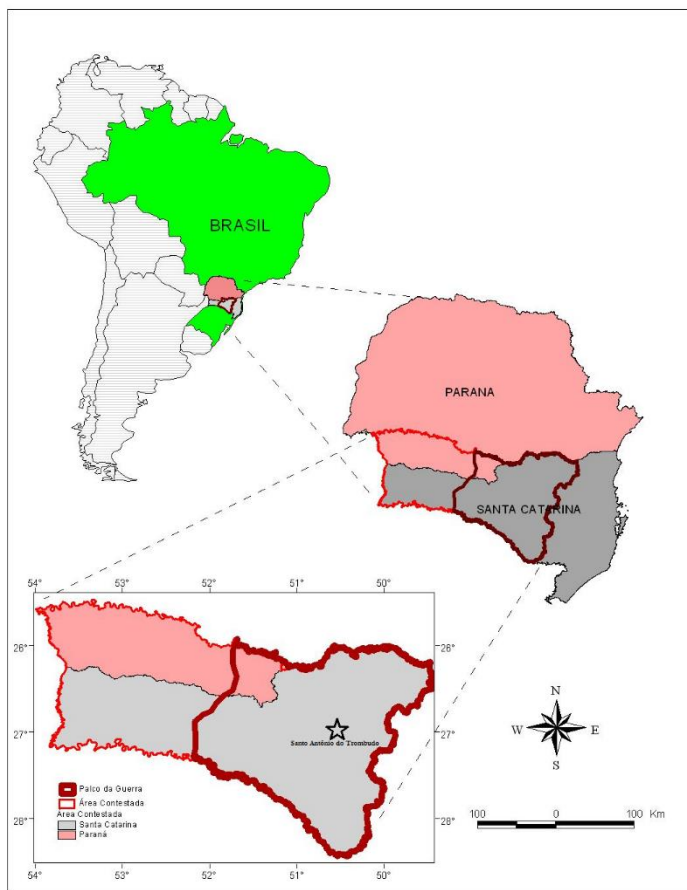 BRASIL
PARANA
SANTA CATARINA
54° 53° 52° 51° 50°
26° 26°
27° 27°
28° 28°
Santo Antônio do Trombudo
Palco da Guerra
Área Contestada
Área Contestada
Santa Catarina
Paraná
54° 53° 52° 51° 50°
N
W E
S
100 0 100 Km